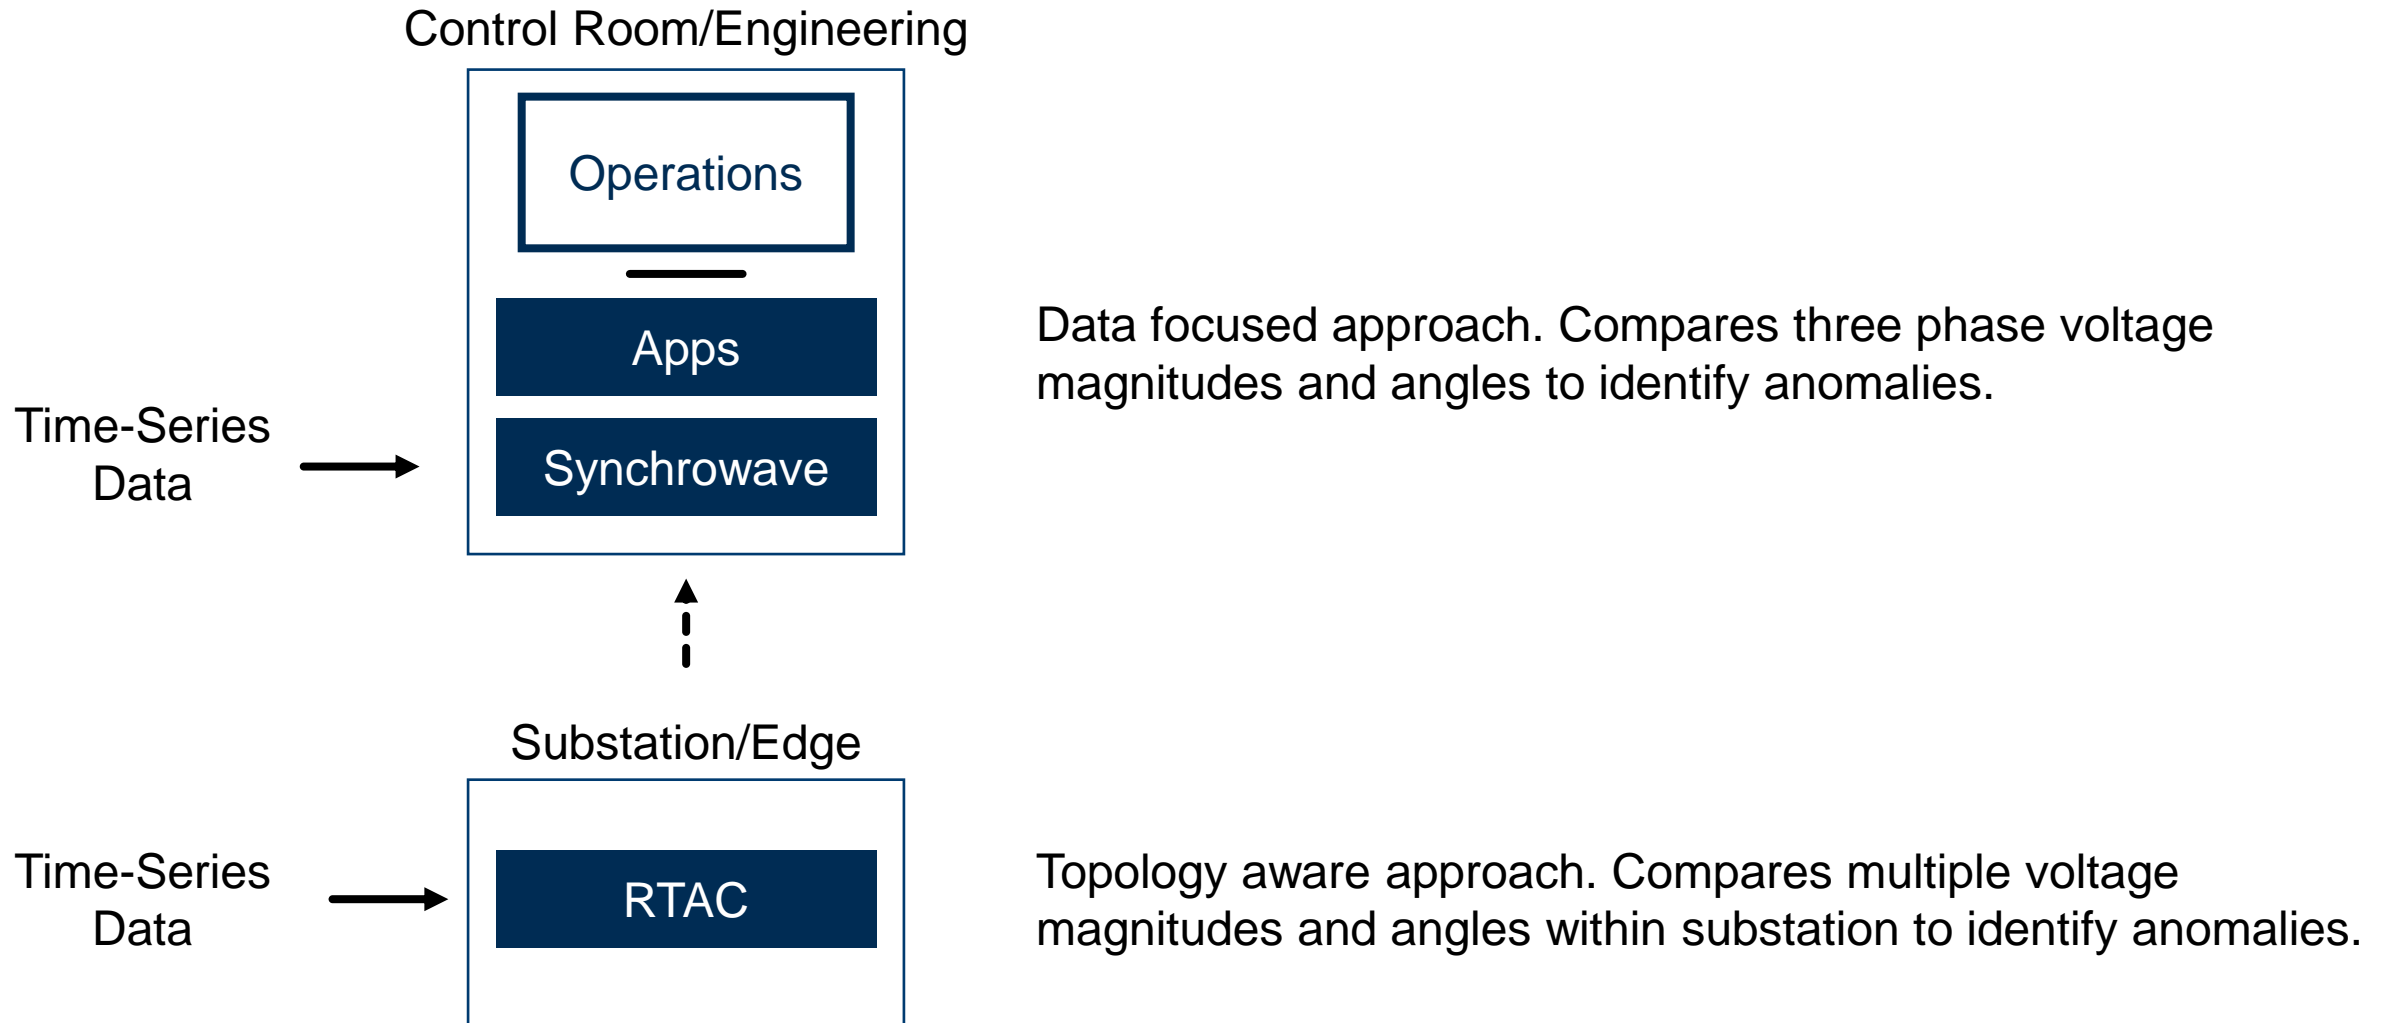 Control Room/Engineering
Operations
Apps
Synchrowave
Time-Series
Data
Data focused approach. Compares three phase voltage
magnitudes and angles to identify anomalies.
Substation/Edge
RTAC
Time-Series
Data
Topology aware approach. Compares multiple voltage
magnitudes and angles within substation to identify anomalies.